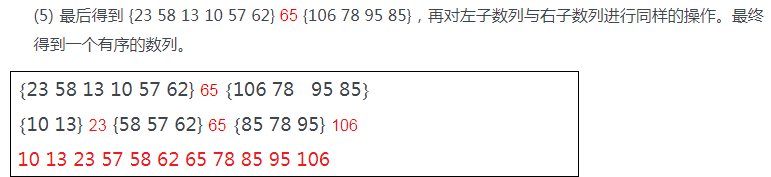 (5) 最后得到 {23 58 13 10 57 62} 65 {106 78 95 85}，再对左子数列与右子数列进行同样的操作。最终
得到一个有序的数列。
{23 58 13 10 57 62} 65 {106 78 95 85}
{10 13} 23 {58 57 62} 65 {85 78 95} 106
10 13 23 57 58 62 65 78 85 95 106